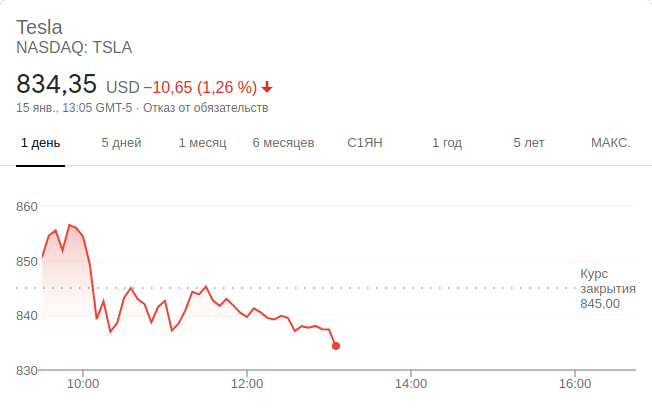 Tesla
NASDAQ: TSLA
834,35 USD −10,65 (1,26 %)
15 янв., 13:05 GMT-5 · Отказ от обязательств
1 день 5 дней 1 месяц 6 месяцев С1ЯН 1 год 5 лет МАКС.
860
850
Курс
закрытия
845,00
840
830
10:00 12:00 14:00 16:00